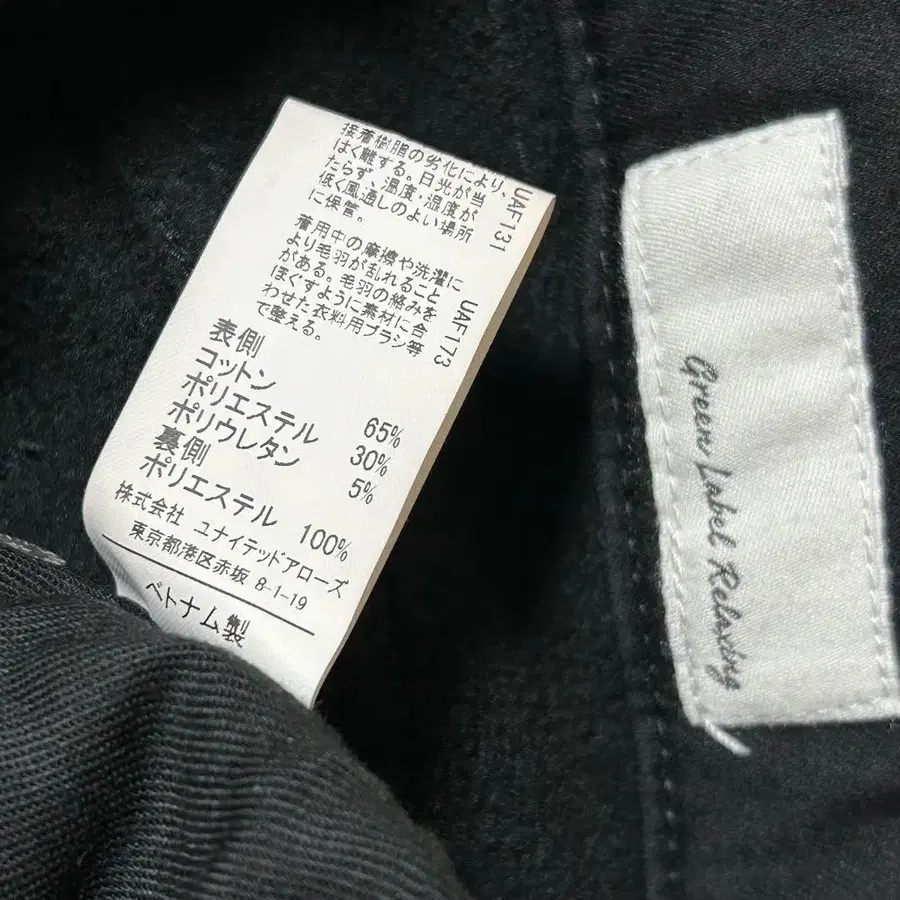 接着樹脂の劣化により、
はく離する。日光が当
たらず、温度・湿度が
低く風通しのよい場所
に保管。
UAF131
着用中の摩擦や洗濯に
より毛羽が乱れること
がある。毛羽の絡みを
ほぐすように素材に合
わせた衣料用ブラシ等
で整える。
UAF173
表側
コットン 65%
ポリエステル 30%
ポリウレタン 5%
裏側
ポリエステル 100%
株式会社 ユナイテッドアローズ
東京都港区赤坂 8-1-19
ベトナム製
Green Label Relaxing